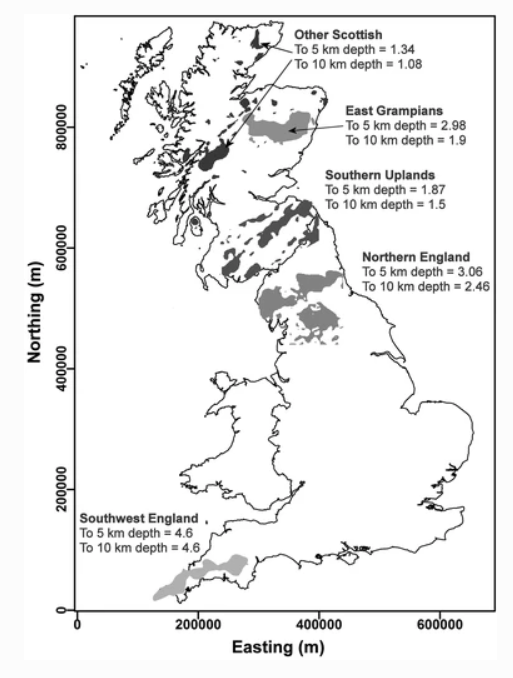 Other Scottish
To 5 km depth = 1.34
To 10 km depth = 1.08
East Grampians
To 5 km depth = 2.98
To 10 km depth = 1.9
Southern Uplands
To 5 km depth = 1.87
To 10 km depth = 1.5
Northern England
To 5 km depth = 3.06
To 10 km depth = 2.46
Southwest England
To 5 km depth = 4.6
To 10 km depth = 4.6
Northing (m)
800000
600000
400000
200000
0
0 200000 400000 600000
Easting (m)